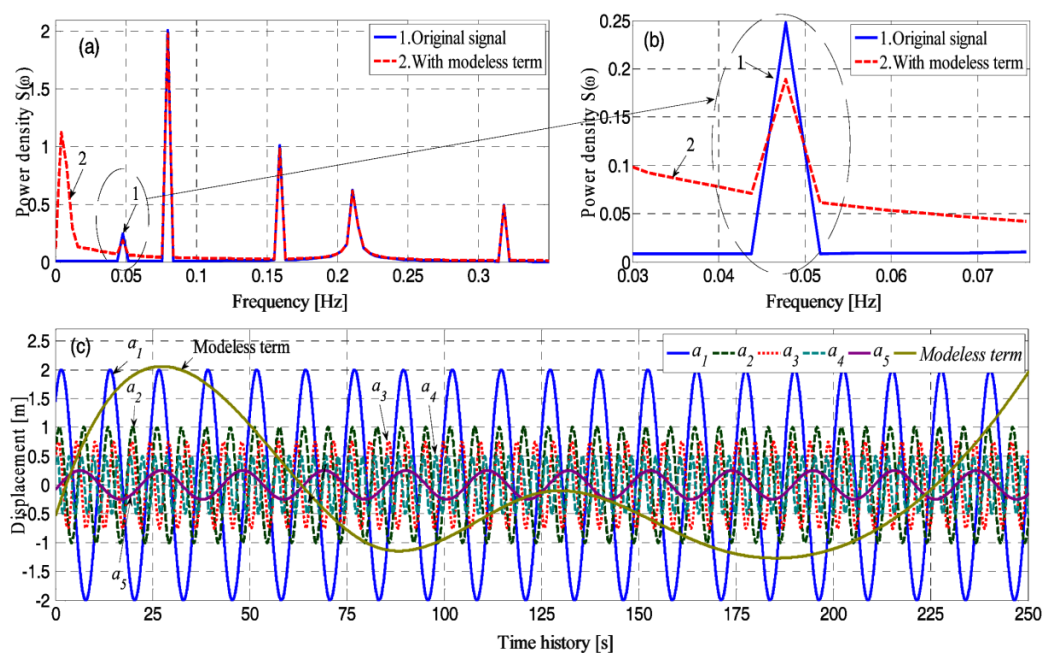 (a)
1.Original signal
2.With modeless term
2
1
Power density S(ω)
2
1.5
1
0.5
0
0
0.05
0.1
0.15
0.2
0.25
0.3
Frequency [Hz]
(b)
1.Original signal
2.With modeless term
1
2
Power density S(ω)
0.25
0.2
0.15
0.1
0.05
0
0.03
0.04
0.05
0.06
0.07
Frequency [Hz]
(c)
a1
a2
a3
a4
a5
Modeless term
a1 a2 a3 a4 a5 Modeless term
Displacement [m]
2.5
2
1.5
1
0.5
0
-0.5
-1
-1.5
-2
0
25
50
75
100
125
150
175
200
225
250
Time history [s]